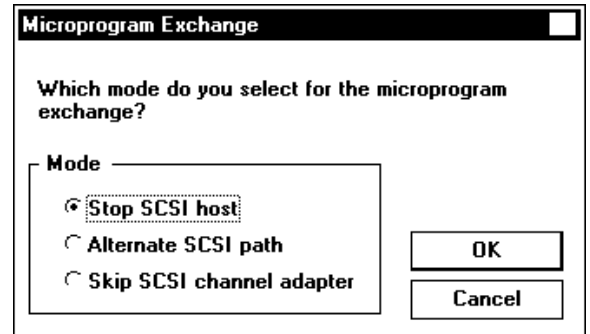 Microprogram Exchange
Which mode do you select for the microprogram
exchange?
Mode
Stop SCSI host
Alternate SCSI path
Skip SCSI channel adapter
OK
Cancel